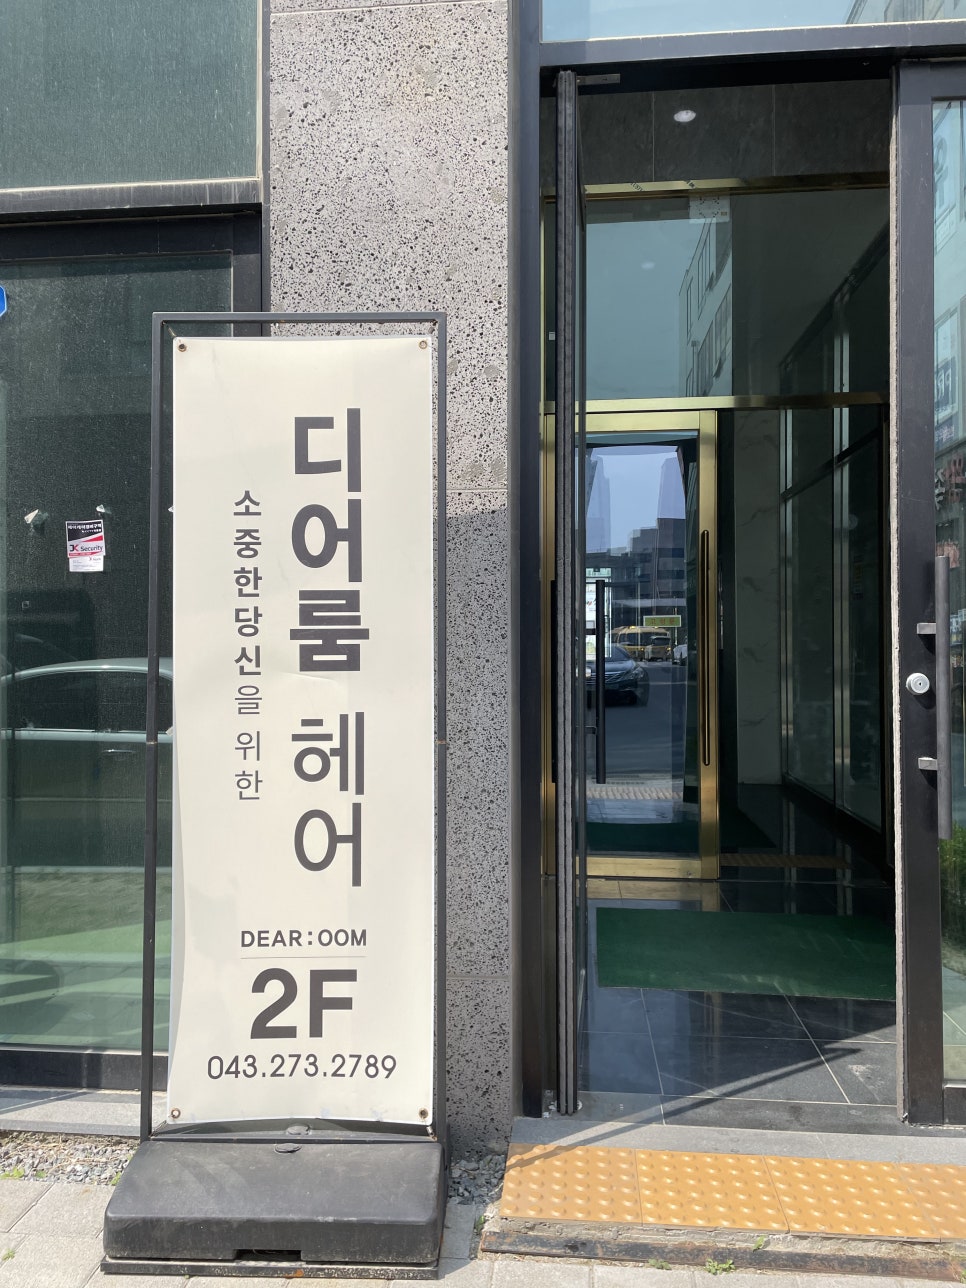 디어룸 헤어
소중한당신을 위한
DEAR:OOM
2F
043.273.2789
Security